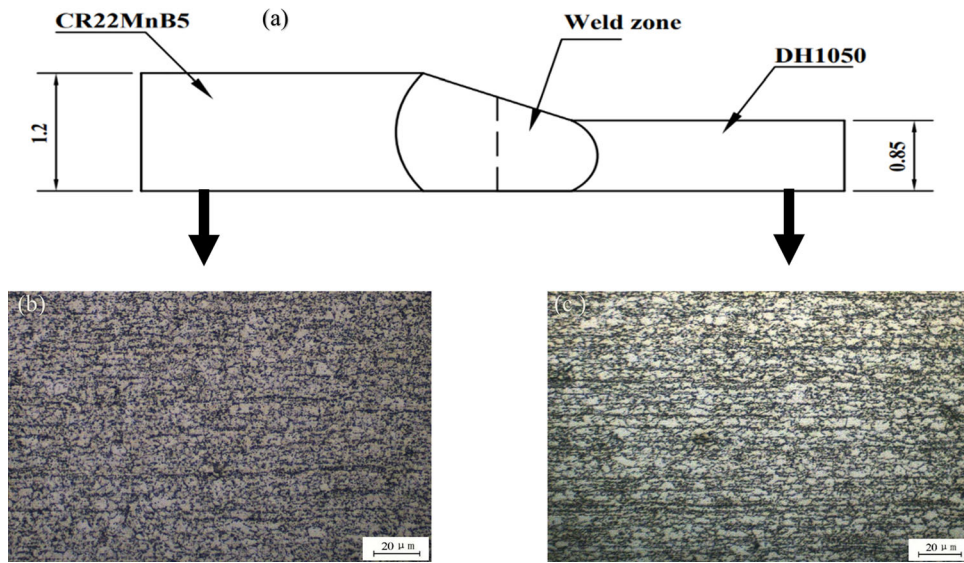 CR22MnB5
(a)
Weld zone
DH1050
1.2
0.85
(b)
(c )
20 μm
20 μm